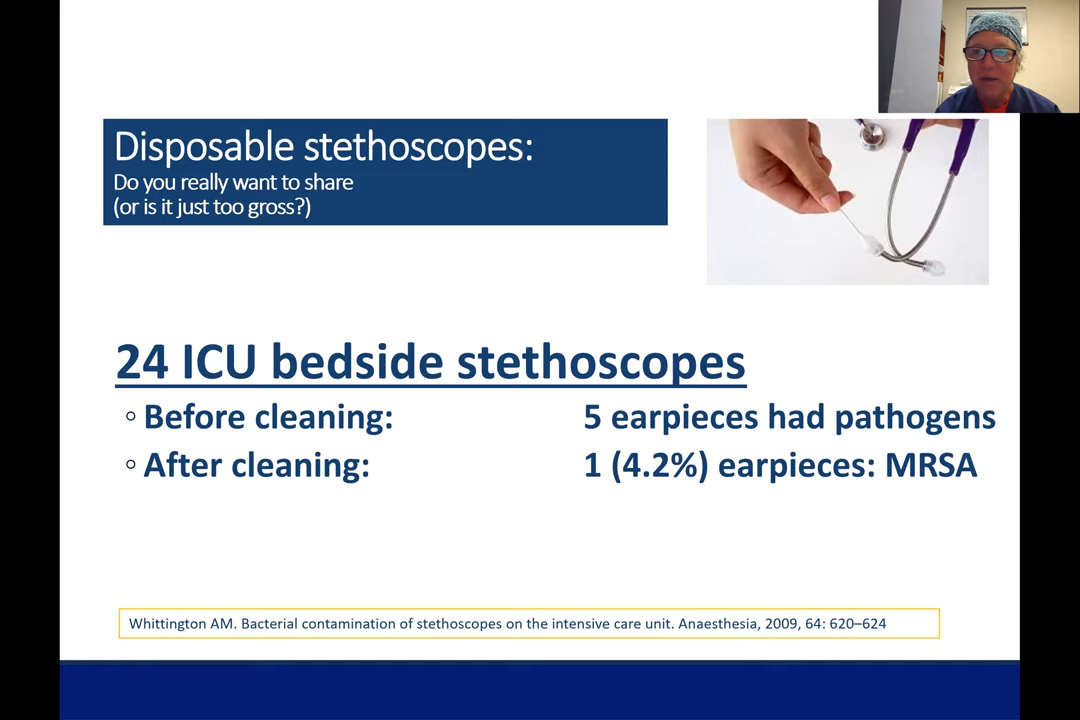 Disposable stethoscopes:
Do you really want to share
(or is it just too gross?)
24 ICU bedside stethoscopes
◦ Before cleaning: 5 earpieces had pathogens
◦ After cleaning: 1 (4.2%) earpieces: MRSA
Whittington AM. Bacterial contamination of stethoscopes on the intensive care unit. Anaesthesia, 2009, 64: 620–624